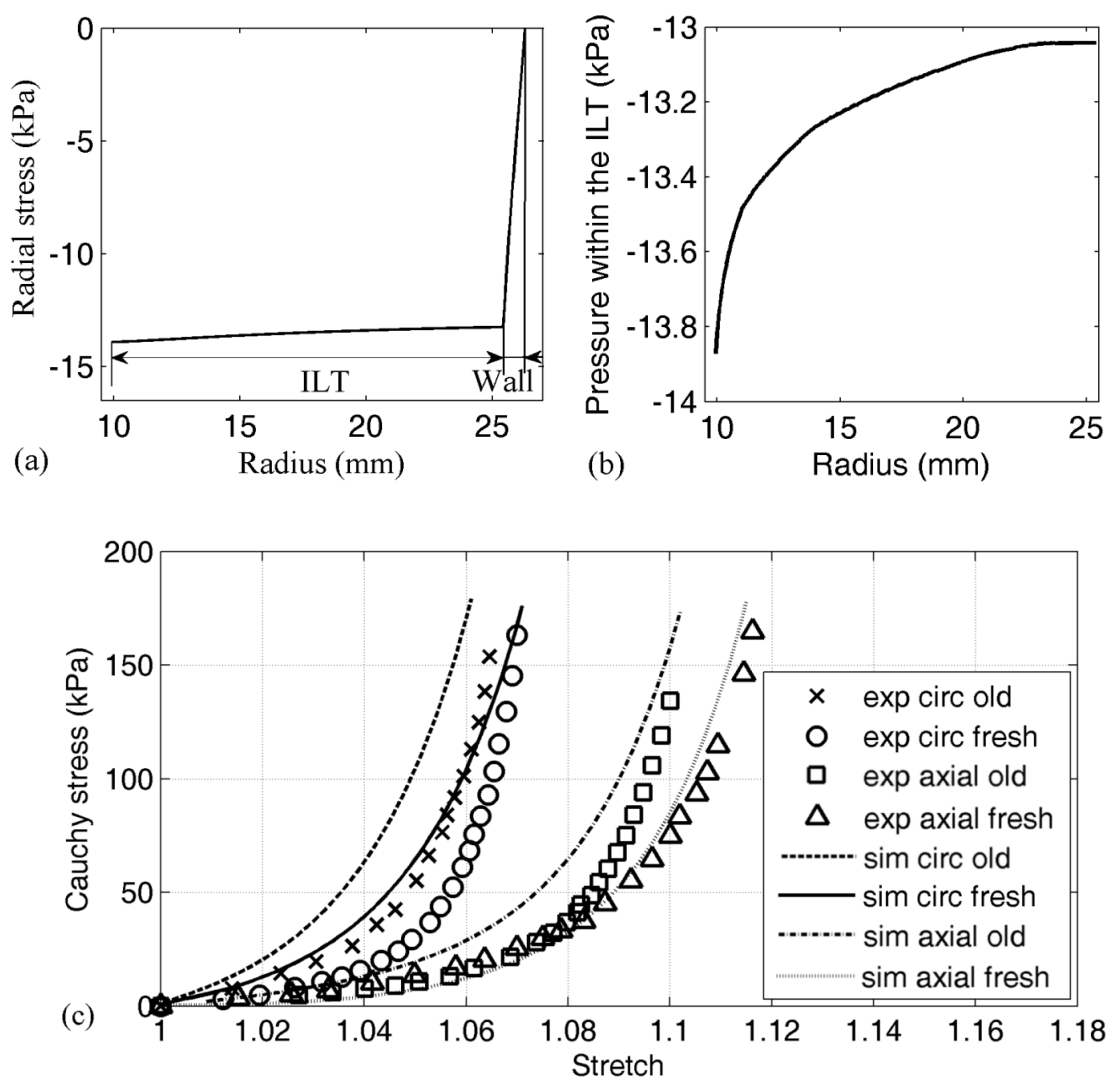 Radial stress (kPa)
0
-5
-10
-15
ILT
Wall
10
15
20
25
Radius (mm)
(a)
Pressure within the ILT (kPa)
-13
-13.2
-13.4
-13.6
-13.8
-14
10
15
20
25
Radius (mm)
(b)
Cauchy stress (kPa)
200
150
100
50
0
exp circ old
exp circ fresh
exp axial old
exp axial fresh
sim circ old
sim circ fresh
sim axial old
sim axial fresh
(c)
1
1.02
1.04
1.06
1.08
1.1
1.12
1.14
1.16
1.18
Stretch